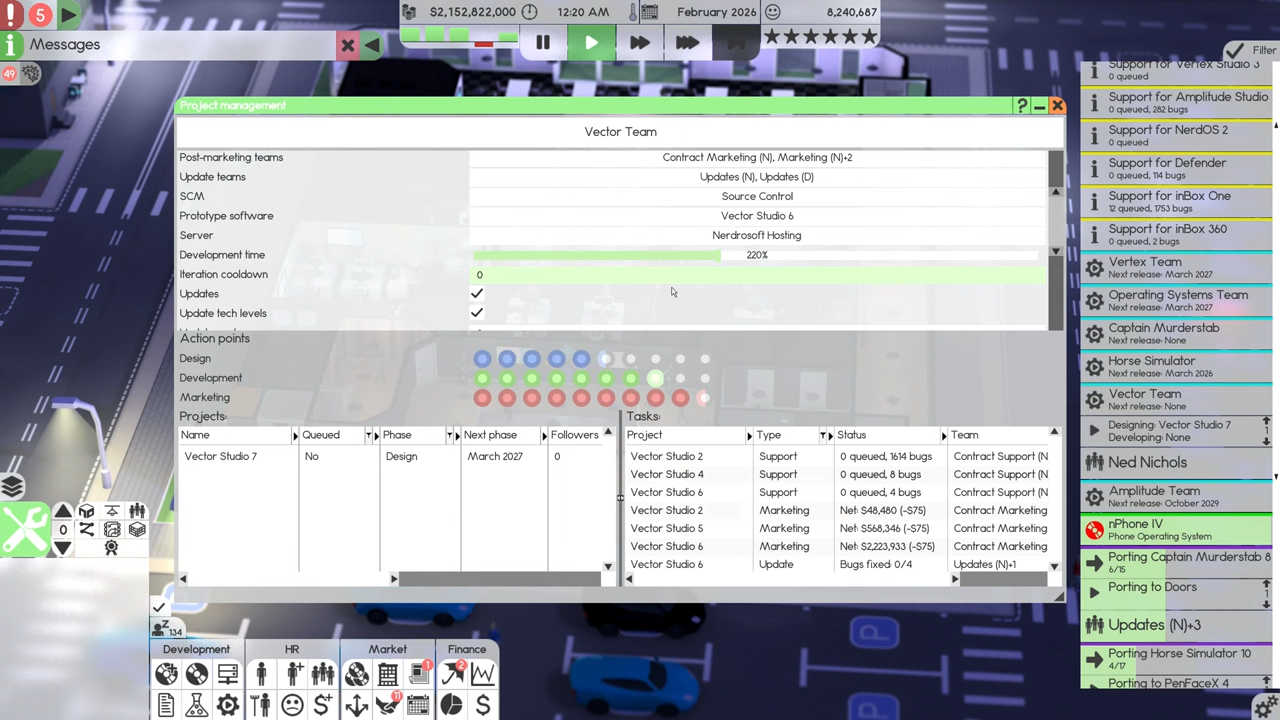 $2,152,822,000
12:20 AM
February 2026
8,240,687
5
Messages
49
Filter
Project management
?
Vector Team
Post-marketing teams
Contract Marketing (N), Marketing (N)+2
Update teams
Updates (N), Updates (D)
SCM
Source Control
Prototype software
Vector Studio 6
Server
Nerdrosoft Hosting
Development time
220%
Iteration cooldown
0
Updates
Update tech levels
Action points
Design
Development
Marketing
Projects:
Name Queued Phase Next phase Followers
Vector Studio 7 No Design March 2027 0
Tasks:
Project Type Status Team
Vector Studio 2 Support 0 queued, 1614 bugs Contract Support (N
Vector Studio 4 Support 0 queued, 8 bugs Contract Support (N
Vector Studio 6 Support 0 queued, 4 bugs Contract Support (N
Vector Studio 2 Marketing Net: $48,480 (-$75) Contract Marketing
Vector Studio 5 Marketing Net: $568,346 (-$75) Contract Marketing
Vector Studio 6 Marketing Net: $2,223,933 (-$75) Contract Marketing
Vector Studio 6 Update Bugs fixed: 0/4 Updates (N)+1
Support for Vertex Studio 3
0 queued
Support for Amplitude Studio
0 queued, 282 bugs
Support for NerdOS 2
0 queued
Support for Defender
0 queued, 114 bugs
Support for inBox One
12 queued, 1753 bugs
Support for inBox 360
0 queued, 2 bugs
Vertex Team
Next release: March 2027
Operating Systems Team
Next release: March 2027
Captain Murderstab
Next release: None
Horse Simulator
Next release: March 2026
Vector Team
Next release: None
Designing: Vector Studio 7
Developing: None
1
Ned Nichols
Amplitude Team
Next release: October 2029
nPhone IV
Phone Operating System
Porting Captain Murderstab 8
6/15
Porting to Doors
1
Updates (N)+3
Porting Horse Simulator 10
4/17
Porting to PenFaceX 4
0
134
Development
HR
Market
Finance
1
2
11